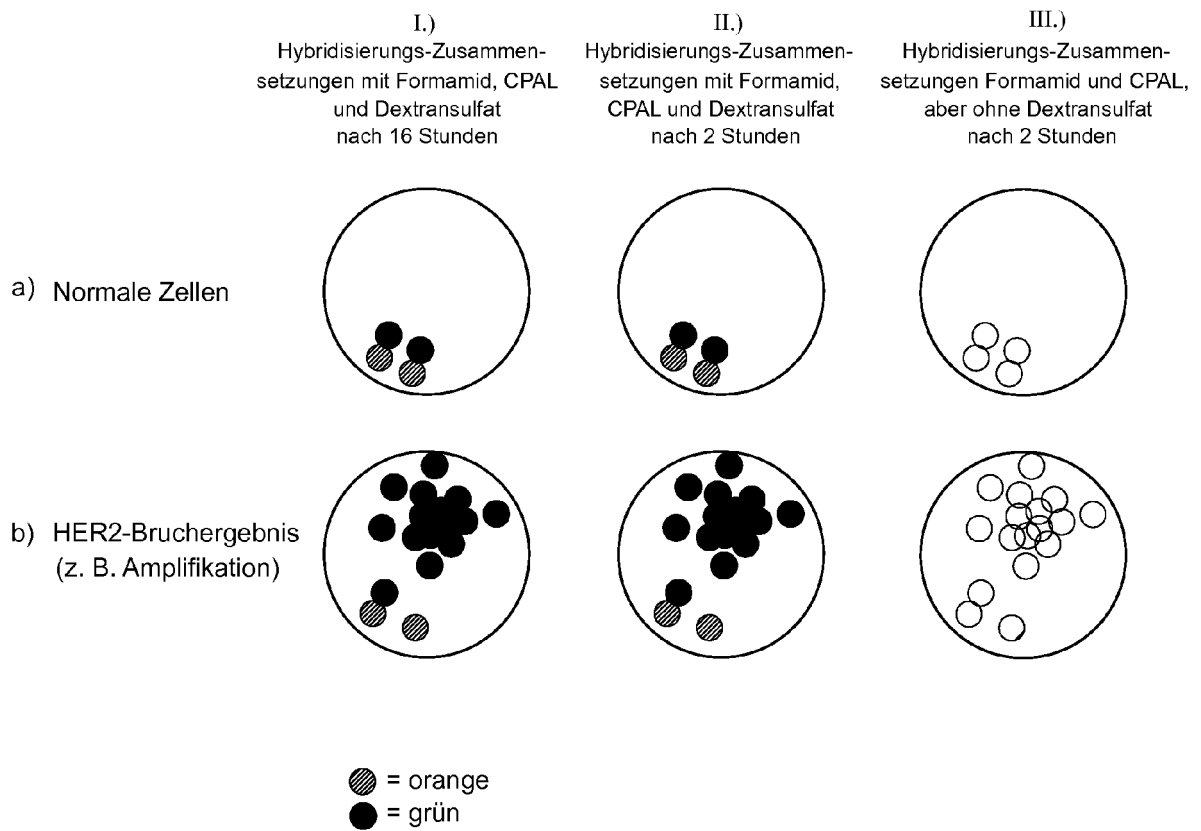 I.)
Hybridisierungs-Zusammen-
setzungen mit Formamid, CPAL
und Dextransulfat
nach 16 Stunden
II.)
Hybridisierungs-Zusammen-
setzungen mit Formamid,
CPAL und Dextransulfat
nach 2 Stunden
III.)
Hybridisierungs-Zusammen-
setzungen Formamid und CPAL,
aber ohne Dextransulfat
nach 2 Stunden
a) Normale Zellen
b) HER2-Bruchergebnis
(z. B. Amplifikation)
= orange
= grün